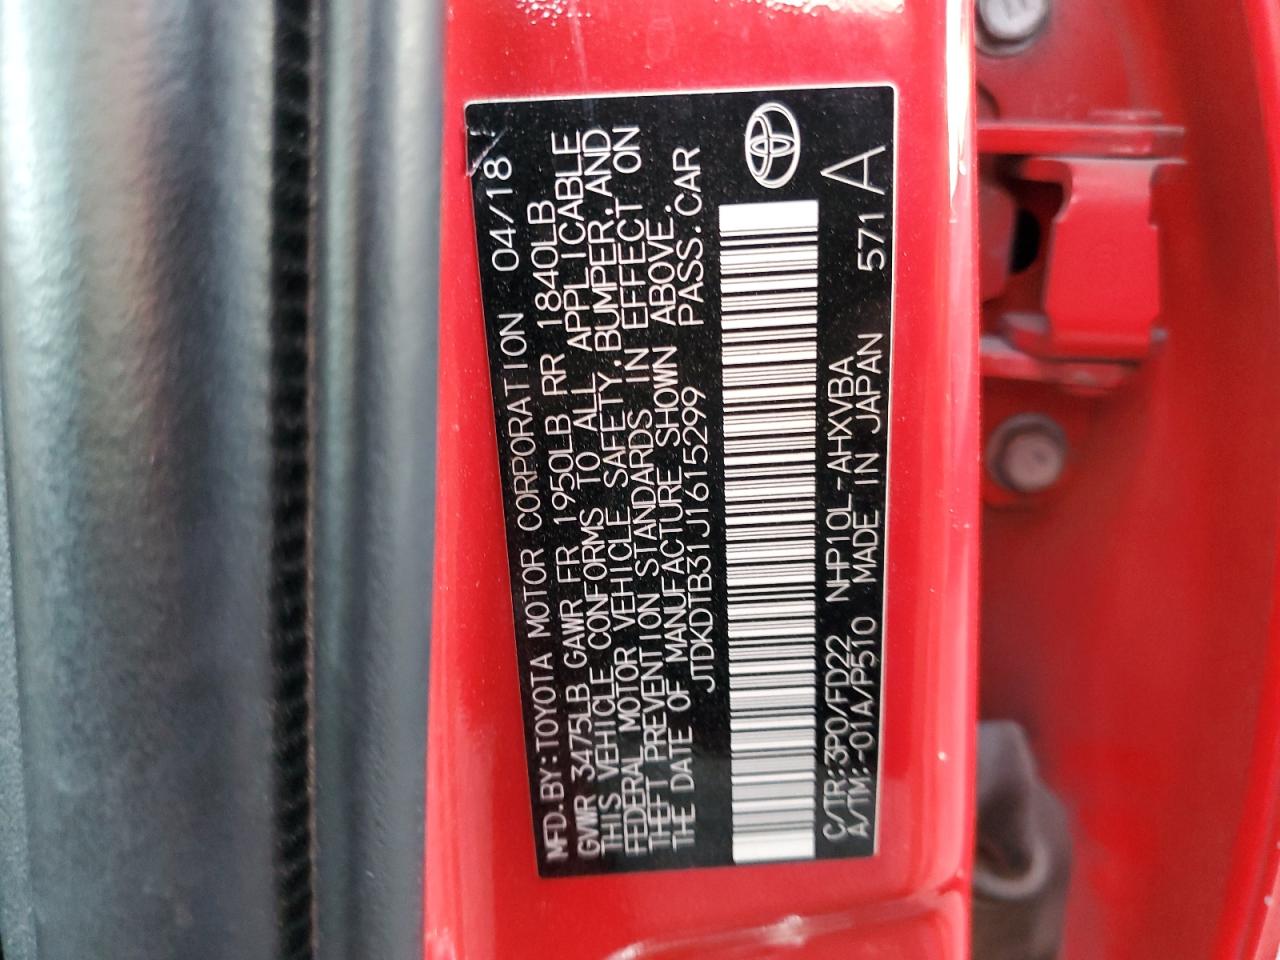 MFD.BY:TOYOTA MOTOR CORPORATION 04/18
GVWR 3475LB GAWR FR 1950LB RR 1840LB
THIS VEHICLE CONFORMS TO ALL APPLICABLE
FEDERAL MOTOR VEHICLE SAFETY,BUMPER,AND
THEFT PREVENTION STANDARDS IN EFFECT ON
THE DATE OF MANUFACTURE SHOWN ABOVE.
JTDKDTB31J1615299 PASS.CAR
C/TR:3P0/FD22 NHP10L-AHXVBA A
A/TM:-01A/P510 MADE IN JAPAN 571